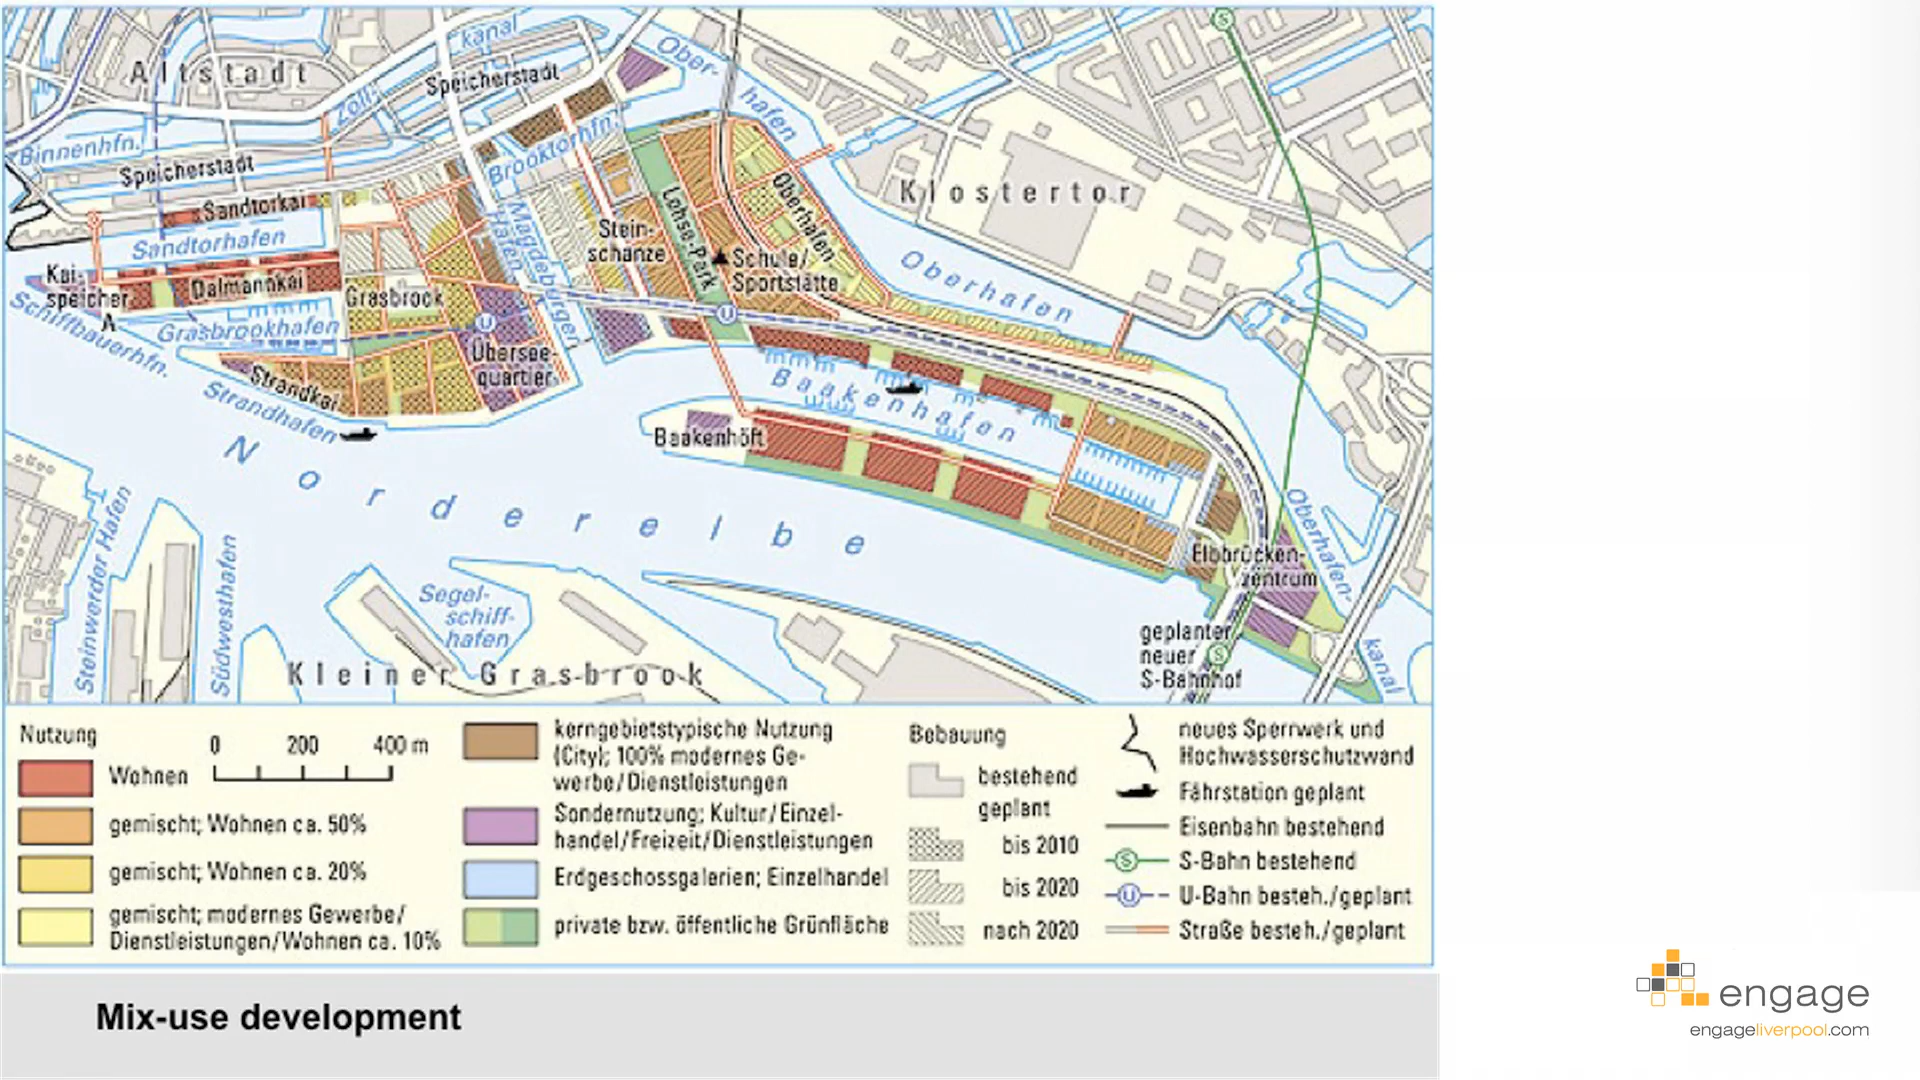 Altstadt
kanal
Ober-
hafen
Speicherstadt
Zoll-
Binnenhfn.
Speicherstadt
Brooktorhfn.
Klostertor
Sandtorkai
Sandtorhafen
Magdeburger
Hafen
Stein-
schanze
Lohse-Park
Oberhafen
Schule/
Sportstätte
Oberhafen
Kai-
speicher
A
Dalmannkai
Grasbrook
Schiffbauerhfn.
Grasbrookhafen
U
U
Übersee-
quartier
Strandkai
Strandhafen
Baakenhafen
Baakenhöft
Norderelbe
Oberhafen-
kanal
Elbbrücken-
zentrum
Steinwerder Hafen
Südwesthafen
Segel-
schiff-
hafen
Kleiner Grasbrook
geplanter
neuer
S-Bahnhof
S
S
Nutzung
0 200 400 m
Wohnen
gemischt; Wohnen ca. 50%
gemischt; Wohnen ca. 20%
gemischt; modernes Gewerbe/
Dienstleistungen/Wohnen ca. 10%
kerngebietstypische Nutzung
(City); 100% modernes Ge-
werbe/Dienstleistungen
Sondernutzung; Kultur/Einzel-
handel/Freizeit/Dienstleistungen
Erdgeschossgalerien; Einzelhandel
private bzw. öffentliche Grünfläche
Bebauung
bestehend
geplant
bis 2010
bis 2020
nach 2020
neues Sperrwerk und
Hochwasserschutzwand
Fährstation geplant
Eisenbahn bestehend
S S-Bahn bestehend
U U-Bahn besteh./geplant
Straße besteh./geplant
Mix-use development
engage
engageliverpool.com